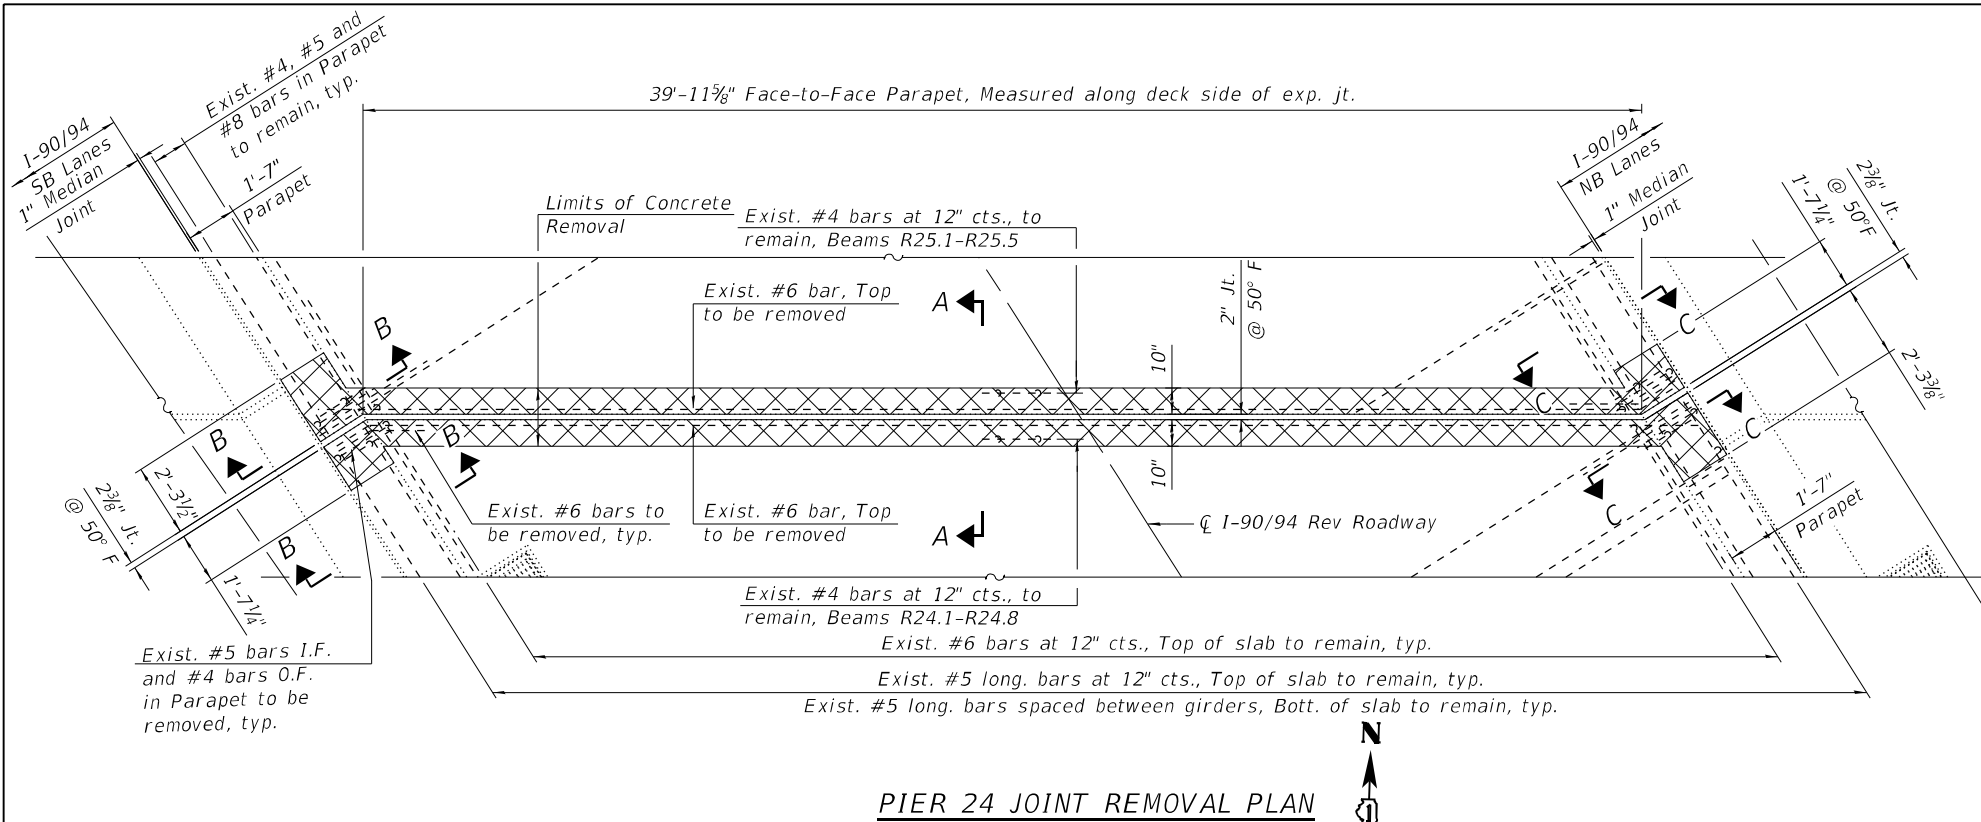 Exist. #4, #5 and
#8 bars in Parapet
to remain, typ.
I-90/94
SB Lanes
1" Median
Joint
1'-7"
Parapet
39'-11⅝" Face-to-Face Parapet, Measured along deck side of exp. jt.
I-90/94
NB Lanes
1" Median
Joint
1'-7¼"
2⅜" Jt.
@ 50°F
Limits of Concrete
Removal
Exist. #4 bars at 12" cts., to
remain, Beams R25.1-R25.5
Exist. #6 bar, Top
to be removed
A
2" Jt.
@ 50° F
B
C
10"
C
2'-3⅜"
B
B
C
C
2'-3½"
2⅜" Jt.
@ 50° F
B
1'-7¼"
Exist. #6 bars to
be removed, typ.
Exist. #6 bar, Top
to be removed
A
10"
℄ I-90/94 Rev Roadway
1'-7"
Parapet
Exist. #4 bars at 12" cts., to
remain, Beams R24.1-R24.8
Exist. #5 bars I.F.
and #4 bars O.F.
in Parapet to be
removed, typ.
Exist. #6 bars at 12" cts., Top of slab to remain, typ.
Exist. #5 long. bars at 12" cts., Top of slab to remain, typ.
Exist. #5 long. bars spaced between girders, Bott. of slab to remain, typ.
N
PIER 24 JOINT REMOVAL PLAN